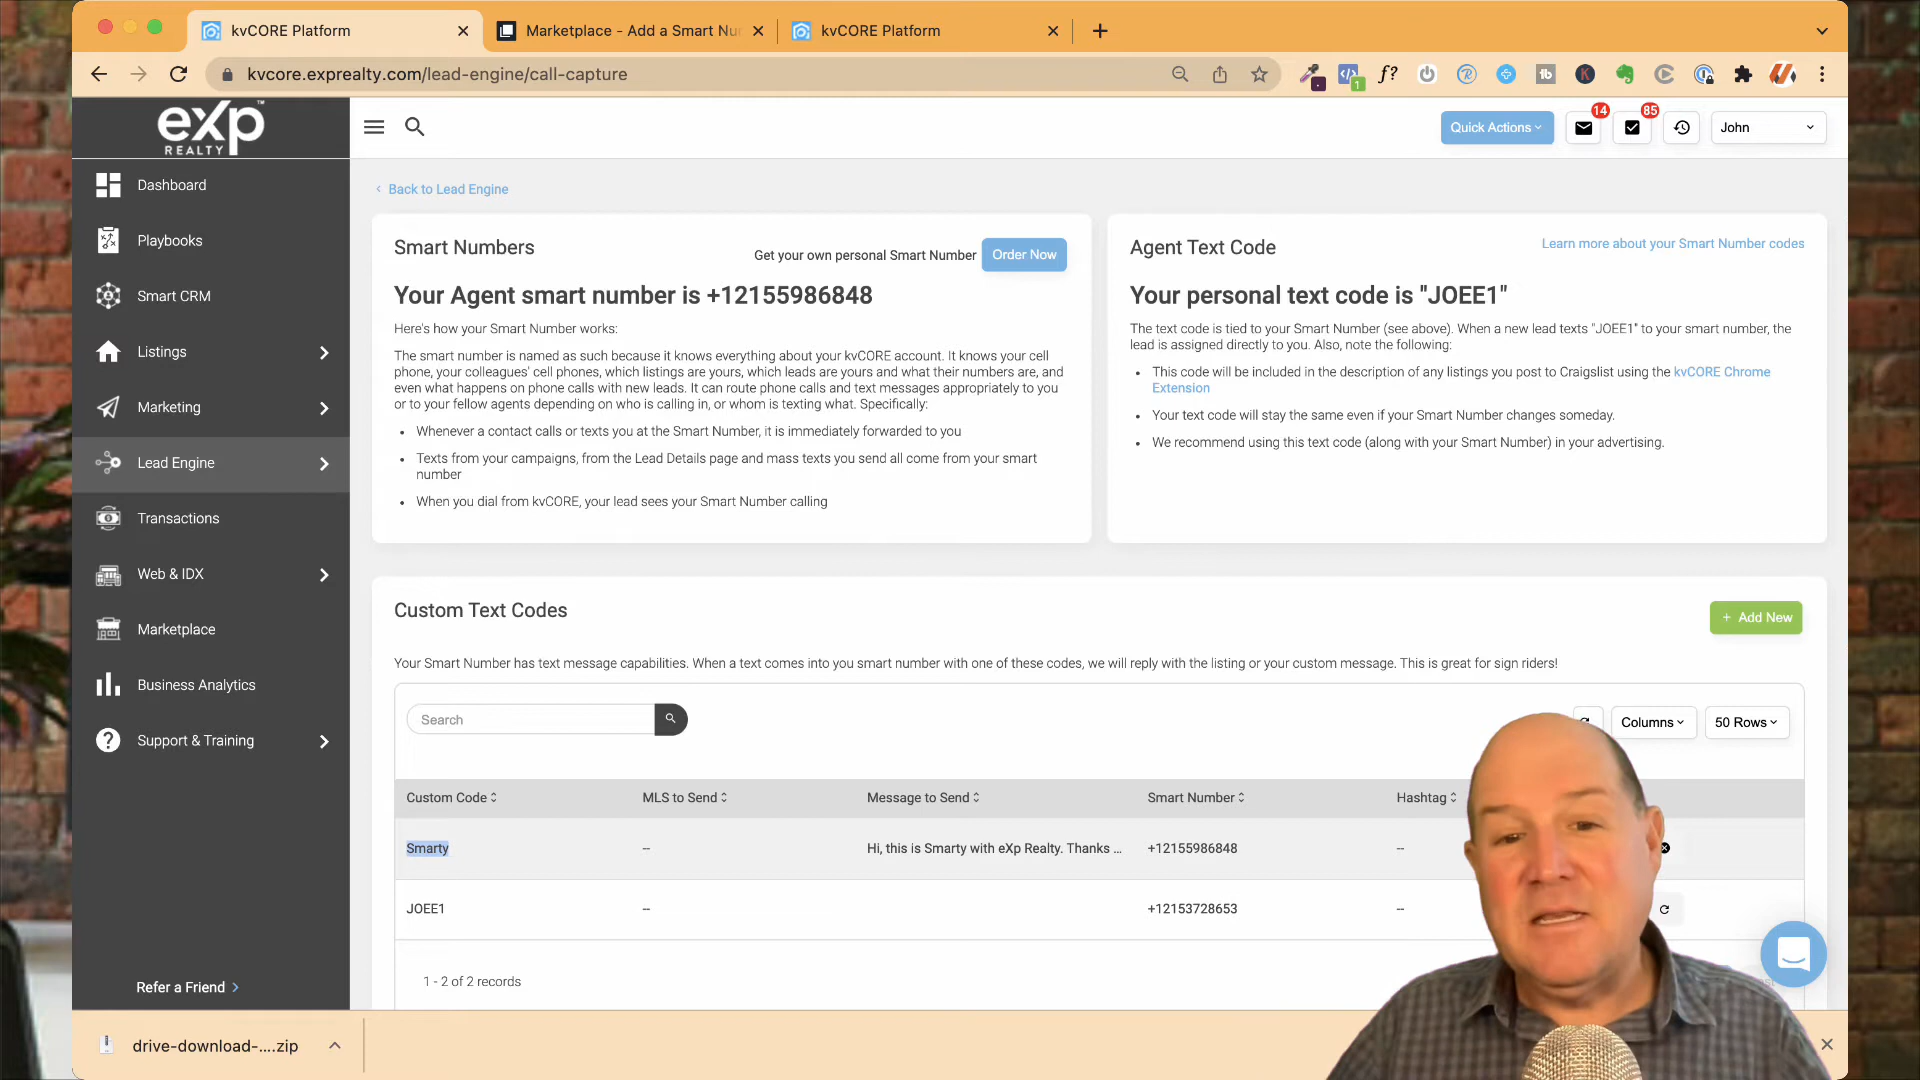 kvCORE Platform
Marketplace - Add a Smart Nu
kvCORE Platform
kvcore.exprealty.com/lead-engine/call-capture
1
14
85
exp
REALTY
Quick Actions
John
Dashboard
Playbooks
Smart CRM
Listings
Marketing
Lead Engine
Transactions
Web & IDX
Marketplace
Business Analytics
Support & Training
Refer a Friend
Back to Lead Engine
Smart Numbers
Get your own personal Smart Number
Order Now
Your Agent smart number is +12155986848
Here's how your Smart Number works:
The smart number is named as such because it knows everything about your kvCORE account. It knows your cell
phone, your colleagues' cell phones, which listings are yours, which leads are yours and what their numbers are, and
even what happens on phone calls with new leads. It can route phone calls and text messages appropriately to you
or to your fellow agents depending on who is calling in, or whom is texting what. Specifically:
• Whenever a contact calls or texts you at the Smart Number, it is immediately forwarded to you
• Texts from your campaigns, from the Lead Details page and mass texts you send all come from your smart
number
• When you dial from kvCORE, your lead sees your Smart Number calling
Agent Text Code
Learn more about your Smart Number codes
Your personal text code is "JOEE1"
The text code is tied to your Smart Number (see above). When a new lead texts "JOEE1" to your smart number, the
lead is assigned directly to you. Also, note the following:
• This code will be included in the description of any listings you post to Craigslist using the kvCORE Chrome
Extension
• Your text code will stay the same even if your Smart Number changes someday.
• We recommend using this text code (along with your Smart Number) in your advertising.
Custom Text Codes
+ Add New
Your Smart Number has text message capabilities. When a text comes into you smart number with one of these codes, we will reply with the listing or your custom message. This is great for sign riders!
Search
Columns
50 Rows
Custom Code
MLS to Send
Message to Send
Smart Number
Hashtag
Smarty
--
Hi, this is Smarty with eXp Realty. Thanks ...
+12155986848
--
JOEE1
--
+12153728653
--
1 - 2 of 2 records
drive-download-....zip